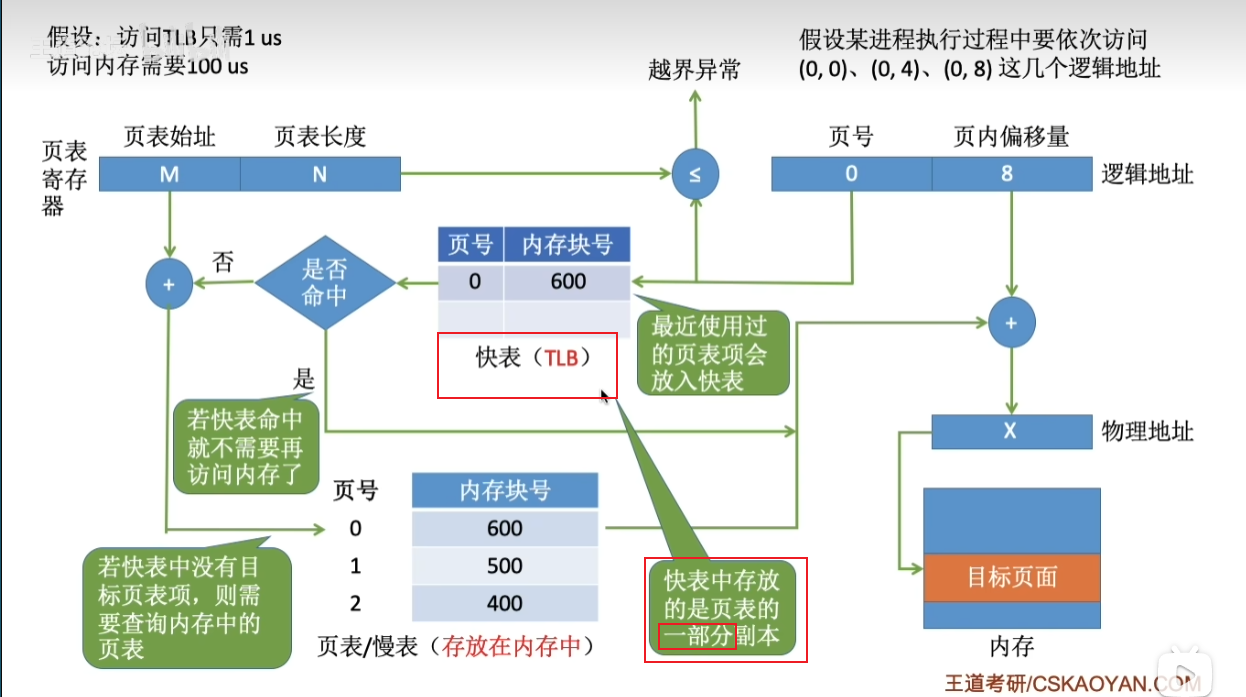 假设：访问TLB只需1 us
访问内存需要100 us
假设某进程执行过程中要依次访问
(0, 0)、(0, 4)、(0, 8) 这几个逻辑地址
越界异常
页表始址
页表长度
页号
页内偏移量
页表
寄存
器
M
N
≤
0
8
逻辑地址
页号
内存块号
0
600
否
是否
命中
+
+
最近使用过
的页表项会
放入快表
快表（TLB）
是
若快表命中
就不需要再
访问内存了
X
物理地址
页号
内存块号
0
600
1
500
2
400
若快表中没有目
标页表项，则需
要查询内存中的
页表
页表/慢表（存放在内存中）
快表中存放
的是页表的
一部分副本
目标页面
内存
王道考研/CSKAOYAN.COM